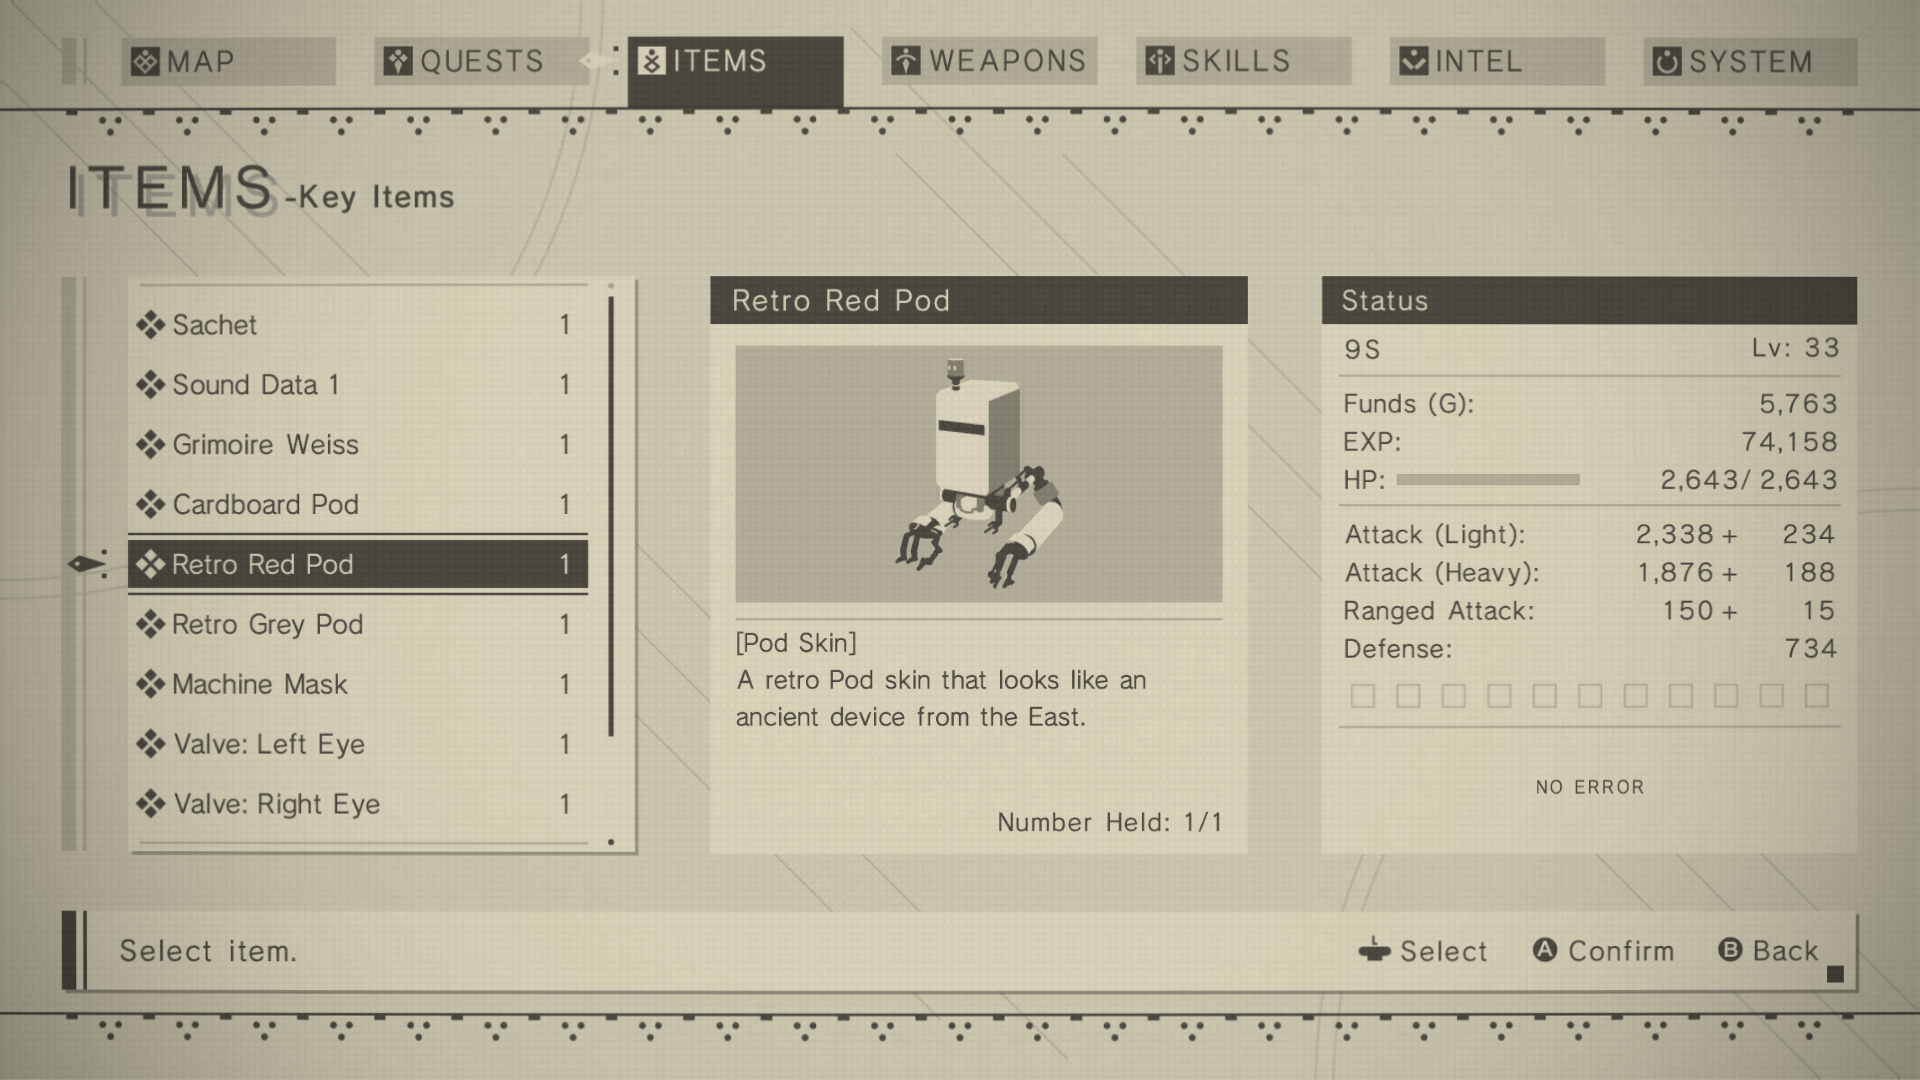 MAP
QUESTS
ITEMS
WEAPONS
SKILLS
INTEL
SYSTEM
ITEMS -Key Items
Sachet 1
Sound Data 1 1
Grimoire Weiss 1
Cardboard Pod 1
Retro Red Pod 1
Retro Grey Pod 1
Machine Mask 1
Valve: Left Eye 1
Valve: Right Eye 1
Retro Red Pod
[Pod Skin]
A retro Pod skin that looks like an
ancient device from the East.
Number Held: 1/1
Status
9S Lv: 33
Funds (G): 5,763
EXP: 74,158
HP: 2,643/ 2,643
Attack (Light): 2,338 + 234
Attack (Heavy): 1,876 + 188
Ranged Attack: 150 + 15
Defense: 734
NO ERROR
Select item.
L Select A Confirm B Back